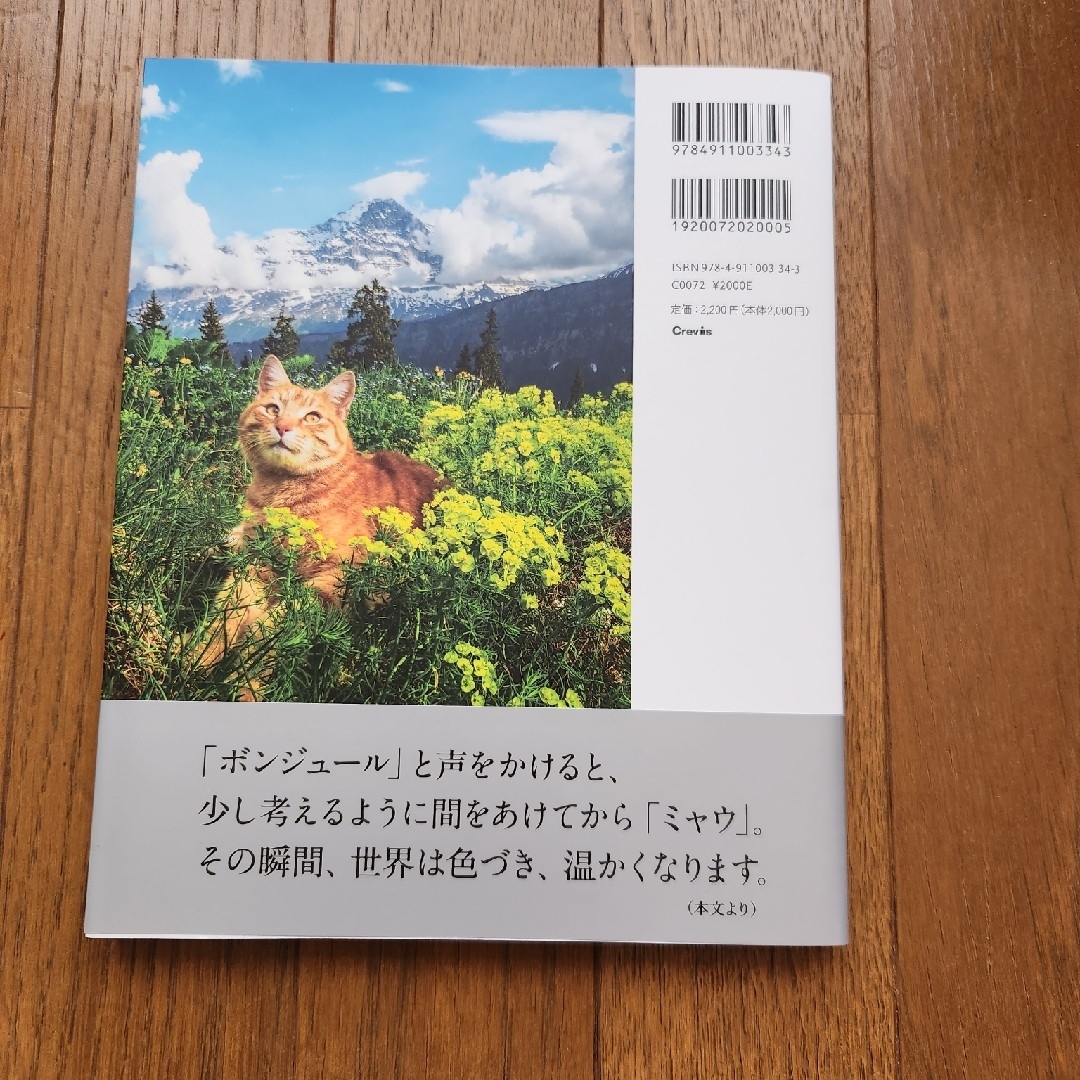 9784911003343
1920072020005
ISBN978-4-911003-34-3
C0072 ¥2000E
定価：2,200円（本体2,000円）
Crevis
「ボンジュール」と声をかけると、
少し考えるように間をあけてから「ミャウ」。
その瞬間、世界は色づき、温かくなります。
（本文より）